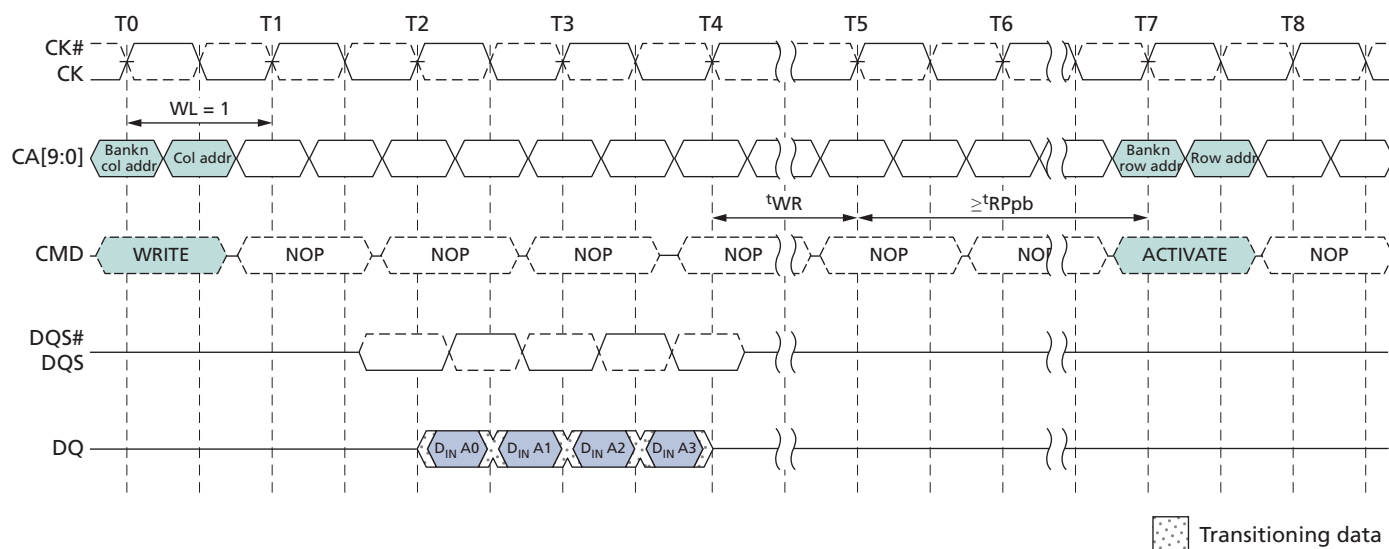 T0 T1 T2 T3 T4 T5 T6 T7 T8
CK#
CK
WL = 1
CA[9:0]
Bankn
col addr
Col addr
Bankn
row addr
Row addr
tWR
≥tRPpb
CMD
WRITE NOP NOP NOP NOP NOP NOP ACTIVATE NOP
DQS#
DQS
DQ
DIN A0 DIN A1 DIN A2 DIN A3
Transitioning data